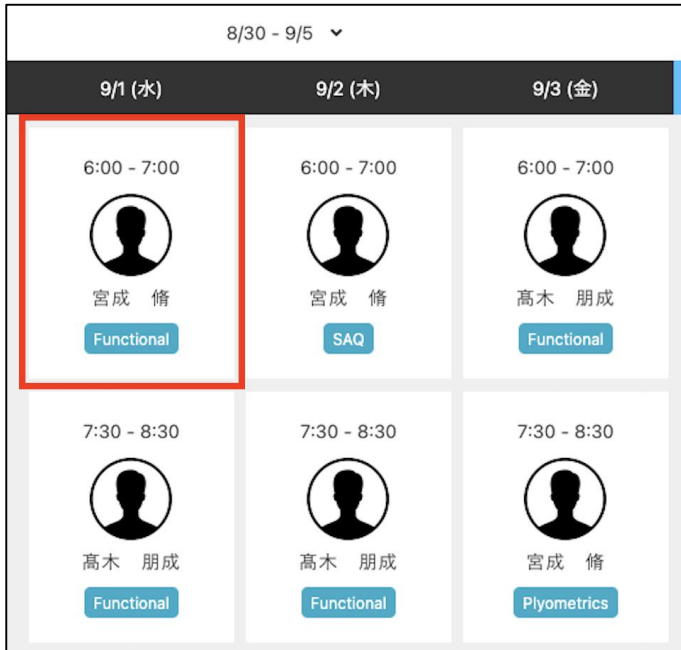 8/30 - 9/5
9/1 (水) 9/2 (木) 9/3 (金)
6:00 - 7:00 6:00 - 7:00 6:00 - 7:00
宮成　脩 宮成　脩 髙木　朋成
Functional SAQ Functional
7:30 - 8:30 7:30 - 8:30 7:30 - 8:30
髙木　朋成 髙木　朋成 宮成　脩
Functional Functional Plyometrics